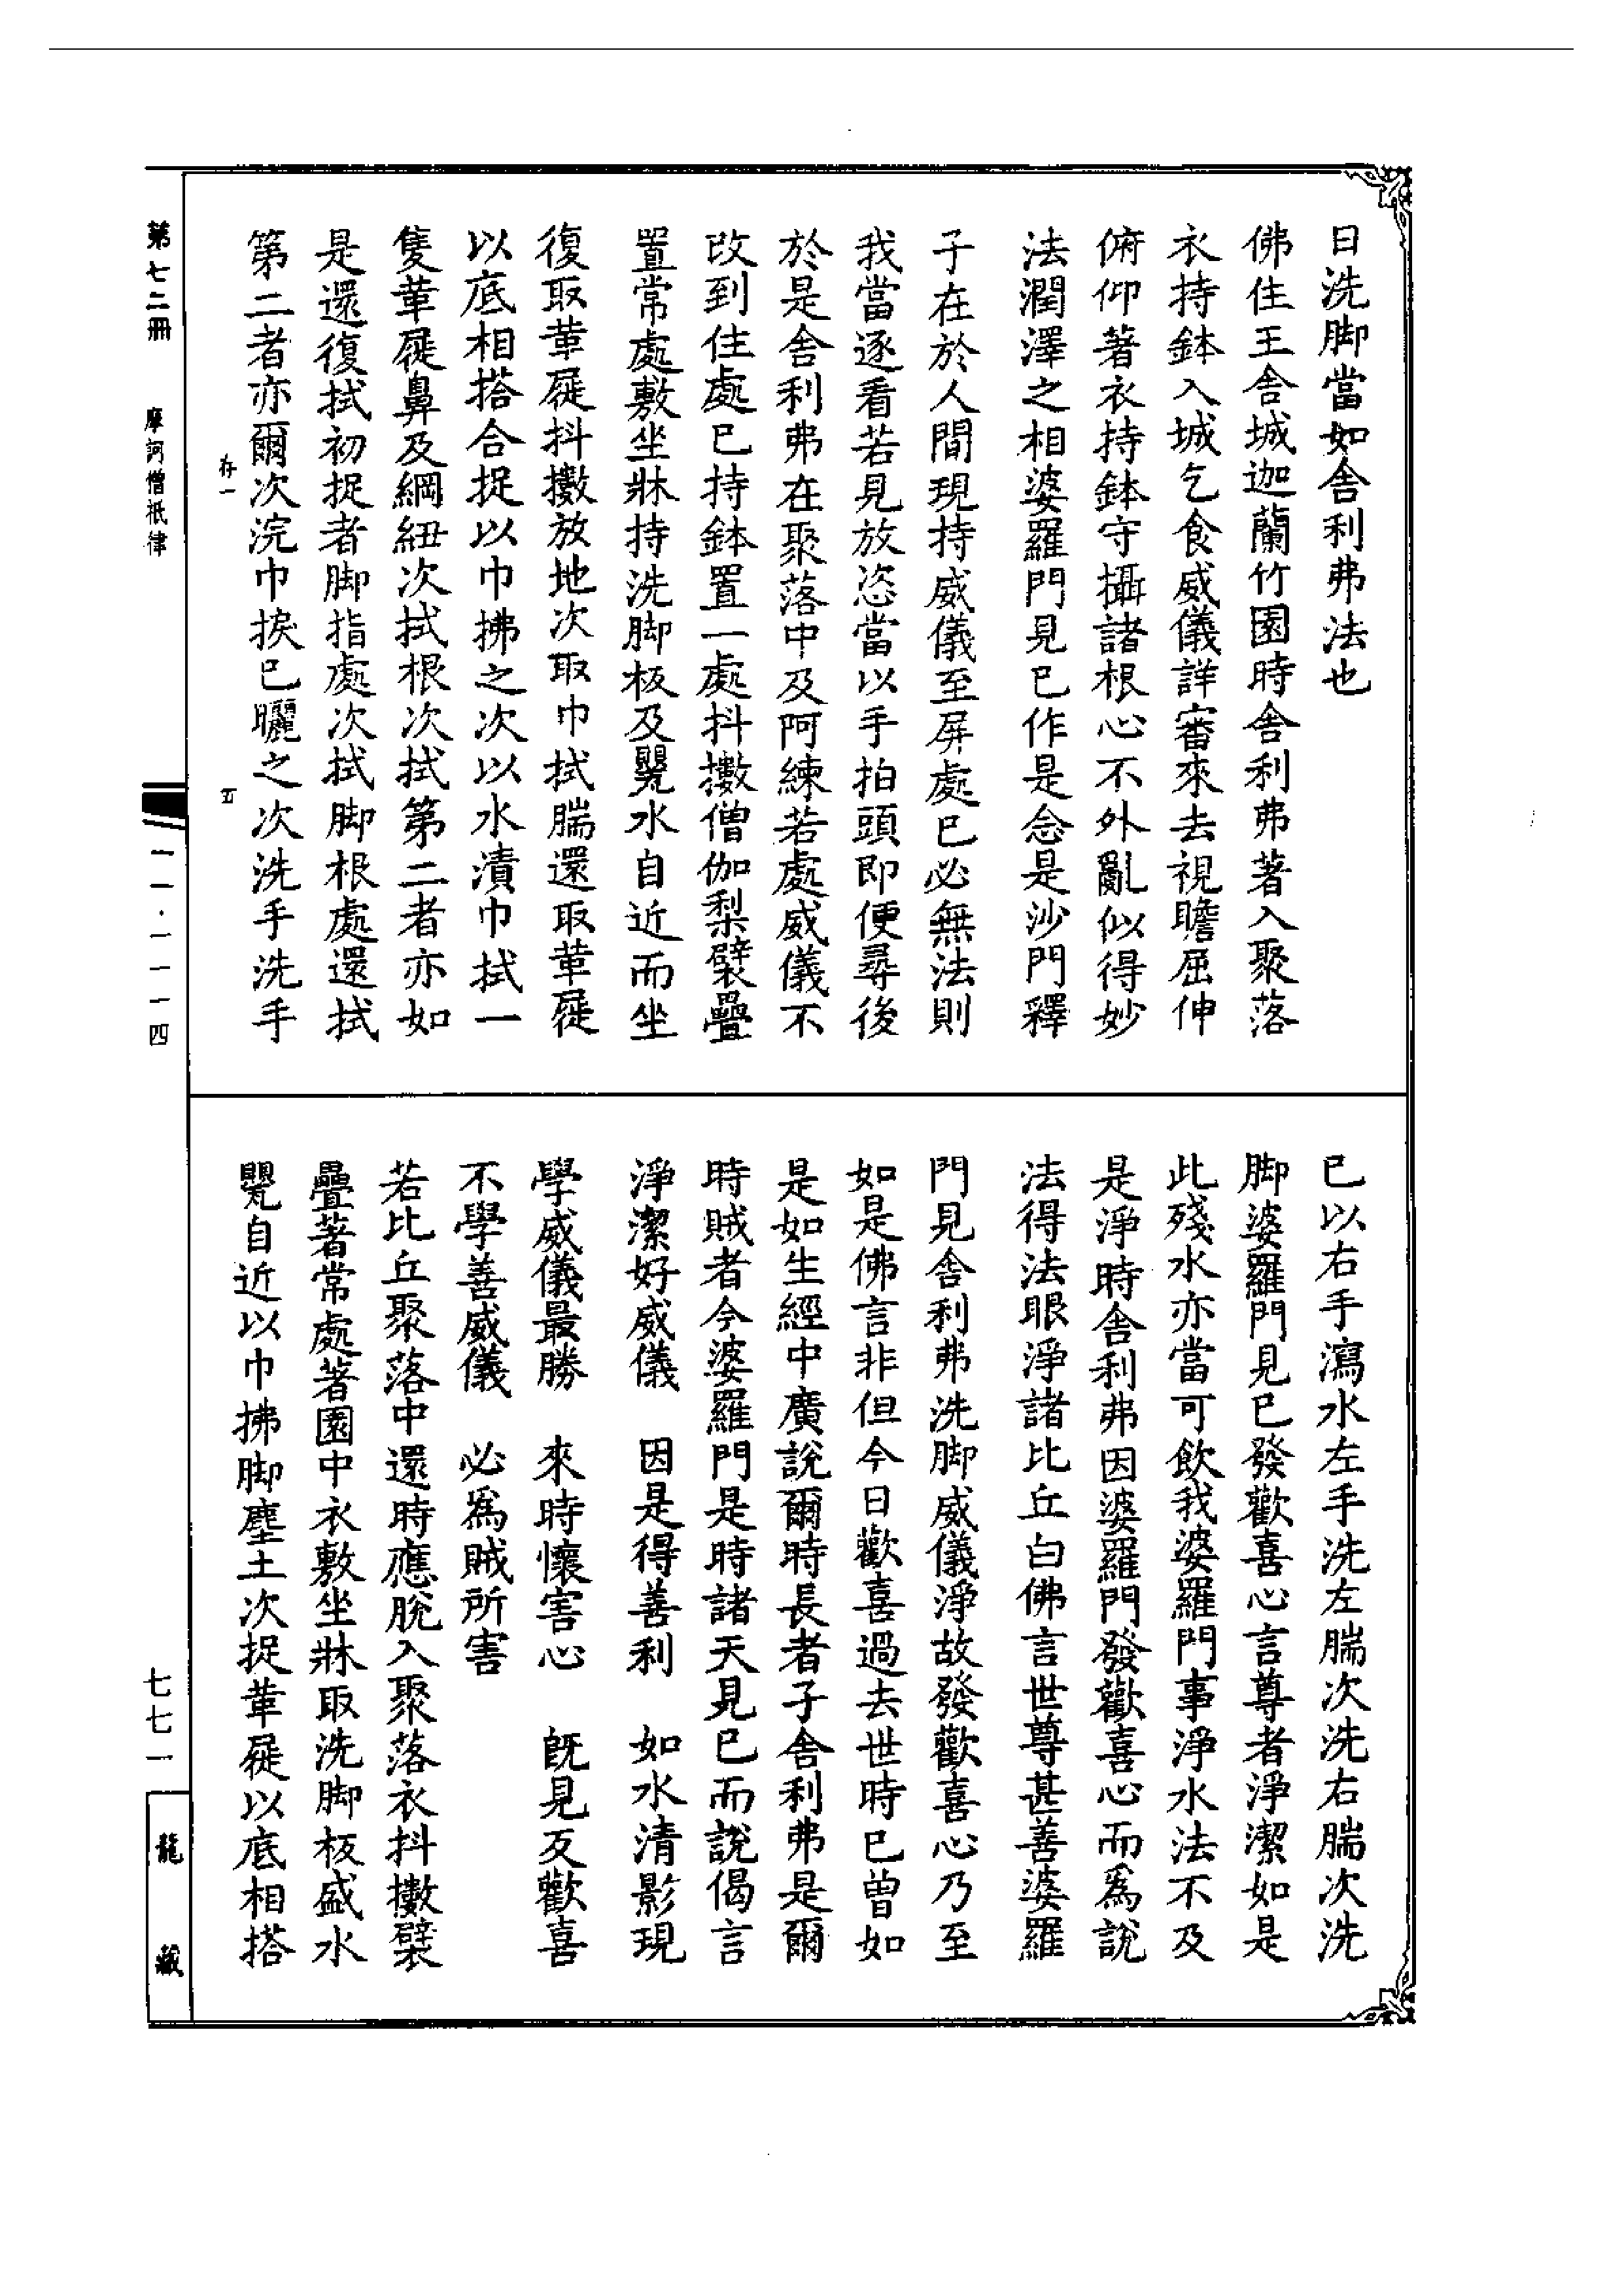 日洗脚當如舍利弗法也
佛住王舍城迦蘭竹園時舍利弗著入聚落
衣持鉢入城乞食威儀詳審來去視瞻屈伸
俯仰著衣持鉢守攝諸根心不外亂似得妙
法潤澤之相婆羅門見已作是念是沙門釋
子在於人間現持威儀至屏處已必無法則
我當逐看若見放恣當以手拍頭即便尋後
於是舍利弗在聚落中及阿練若處威儀不
改到住處已持鉢置一處抖擻僧伽梨襞疊
置常處敷坐牀持洗脚板及甖水自近而坐
復取革屣抖擻放地次取巾拭腨還取革屣
以底相搭合捉以巾拂之次以水漬巾拭一
隻革屣鼻及綱紐次拭根次拭第二者亦如
是還復拭初捉者脚指處次拭脚根處還拭
第二者亦爾次浣巾捩已曬之次洗手洗手
已以右手瀉水左手洗左腨次洗右腨次洗
脚婆羅門見已發歡喜心言尊者淨潔如是
此殘水亦當可飲我婆羅門事淨水法不及
是淨時舍利弗因婆羅門發歡喜心而爲說
法得法眼淨諸比丘白佛言世尊甚善婆羅
門見舍利弗洗脚威儀淨故發歡喜心乃至
如是佛言非但今日歡喜過去世時已曾如
是如生經中廣說爾時長者子舍利弗是爾
時賊者今婆羅門是時諸天見已而說偈言
淨潔好威儀　因是得善利　如水清影現
學威儀最勝　來時懷害心　旣見反歡喜
不學善威儀　必爲賊所害
若比丘聚落中還時應脫入聚落衣抖擻襞
疊著常處著園中衣敷坐牀取洗脚板盛水
甖自近以巾拂脚塵土次捉革屣以底相搭
存一　五
第七二冊　摩訶僧祇律　一一·一一一四　七七一　龍藏